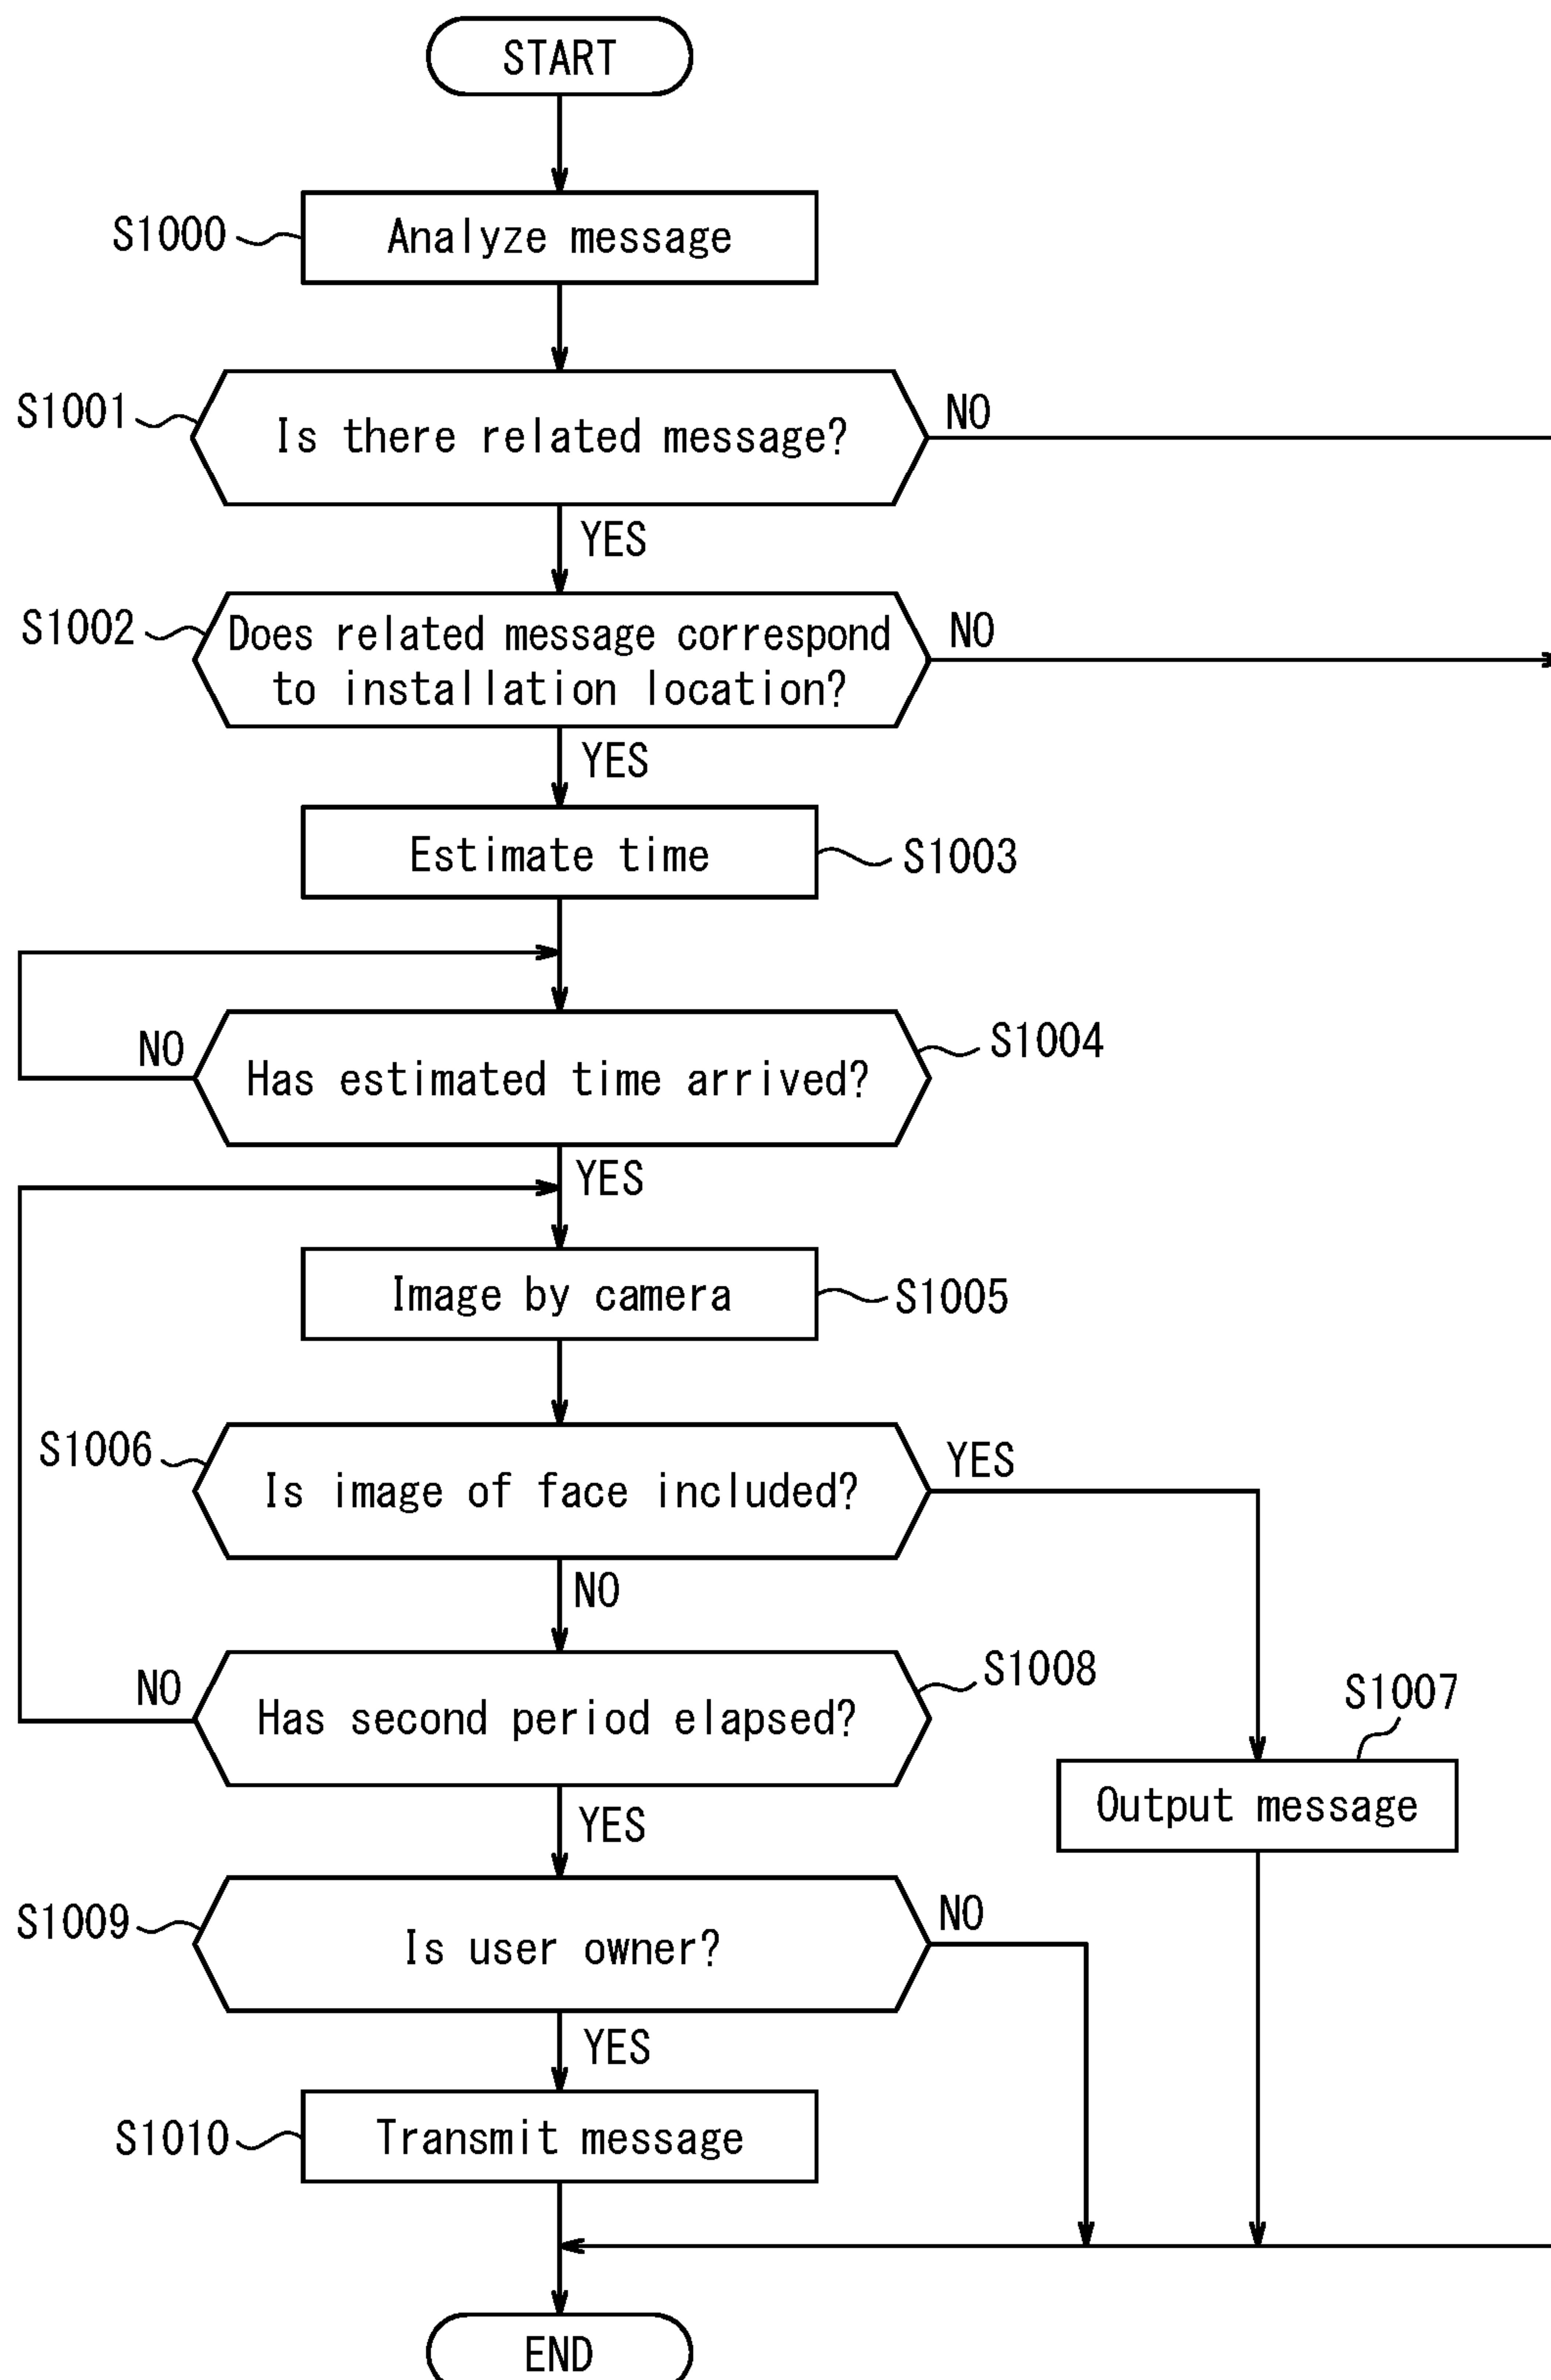 START
S1000
Analyze message
S1001
Is there related message?
NO
YES
S1002
Does related message correspond
to installation location?
NO
YES
Estimate time
S1003
NO
Has estimated time arrived?
S1004
YES
Image by camera
S1005
S1006
Is image of face included?
YES
NO
NO
Has second period elapsed?
S1008
S1007
Output message
YES
S1009
Is user owner?
NO
YES
S1010
Transmit message
END